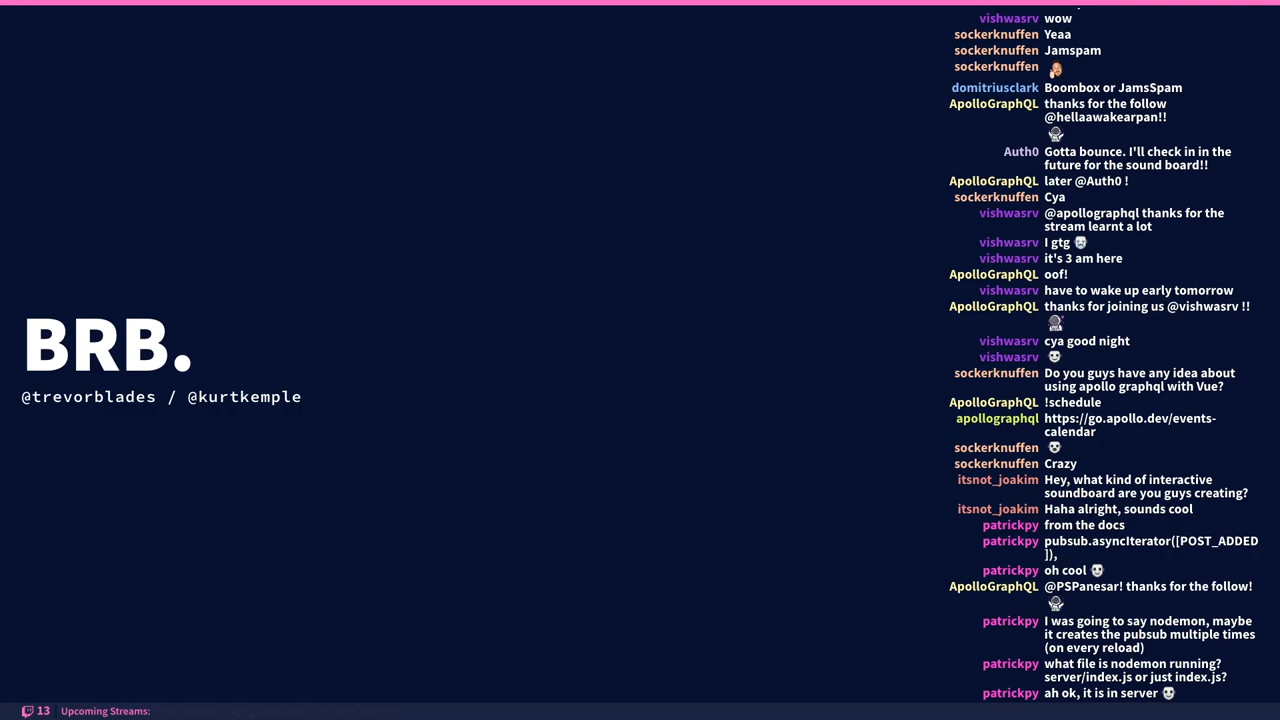 vishwasrv wow
sockerknuffen Yeaa
sockerknuffen Jamspam
sockerknuffen
domitriusclark Boombox or JamsSpam
ApolloGraphQL thanks for the follow
@hellaawakearpan!!
Auth0 Gotta bounce. I'll check in in the
future for the sound board!!
ApolloGraphQL later @Auth0 !
sockerknuffen Cya
vishwasrv @apollographql thanks for the
stream learnt a lot
vishwasrv I gtg
vishwasrv it's 3 am here
ApolloGraphQL oof!
vishwasrv have to wake up early tomorrow
ApolloGraphQL thanks for joining us @vishwasrv !!
vishwasrv cya good night
vishwasrv
sockerknuffen Do you guys have any idea about
using apollo graphql with Vue?
ApolloGraphQL !schedule
apollographql https://go.apollo.dev/events-
calendar
sockerknuffen
sockerknuffen Crazy
itsnot_joakim Hey, what kind of interactive
soundboard are you guys creating?
itsnot_joakim Haha alright, sounds cool
patrickpy from the docs
patrickpy pubsub.asyncIterator([POST_ADDED
]),
patrickpy oh cool
ApolloGraphQL @PSPanesar! thanks for the follow!
patrickpy I was going to say nodemon, maybe
it creates the pubsub multiple times
(on every reload)
patrickpy what file is nodemon running?
server/index.js or just index.js?
patrickpy ah ok, it is in server
BRB.
@trevorblades / @kurtkemple
13 Upcoming Streams: